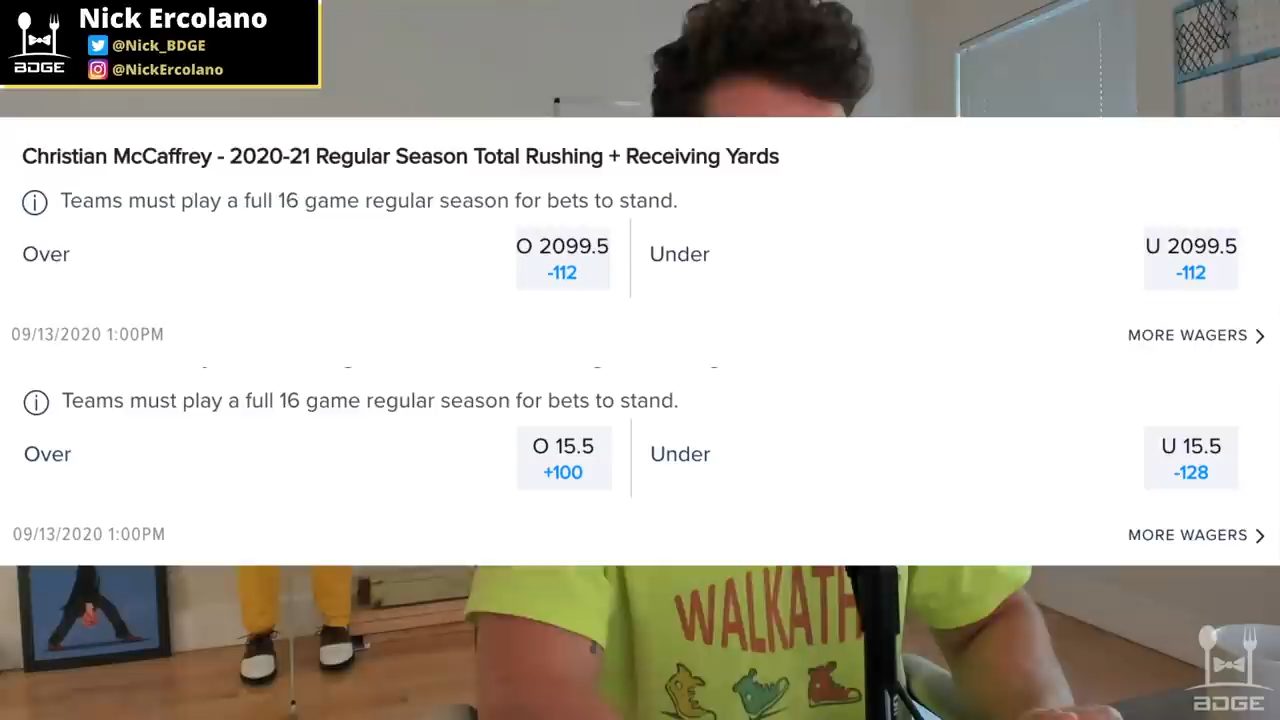 Nick Ercolano
@Nick_BDGE
@NickErcolano
BDGE
Christian McCaffrey - 2020-21 Regular Season Total Rushing + Receiving Yards
Teams must play a full 16 game regular season for bets to stand.
Over
O 2099.5
-112
Under
U 2099.5
-112
09/13/2020 1:00PM
MORE WAGERS
Teams must play a full 16 game regular season for bets to stand.
Over
O 15.5
+100
Under
U 15.5
-128
09/13/2020 1:00PM
MORE WAGERS
BDGE